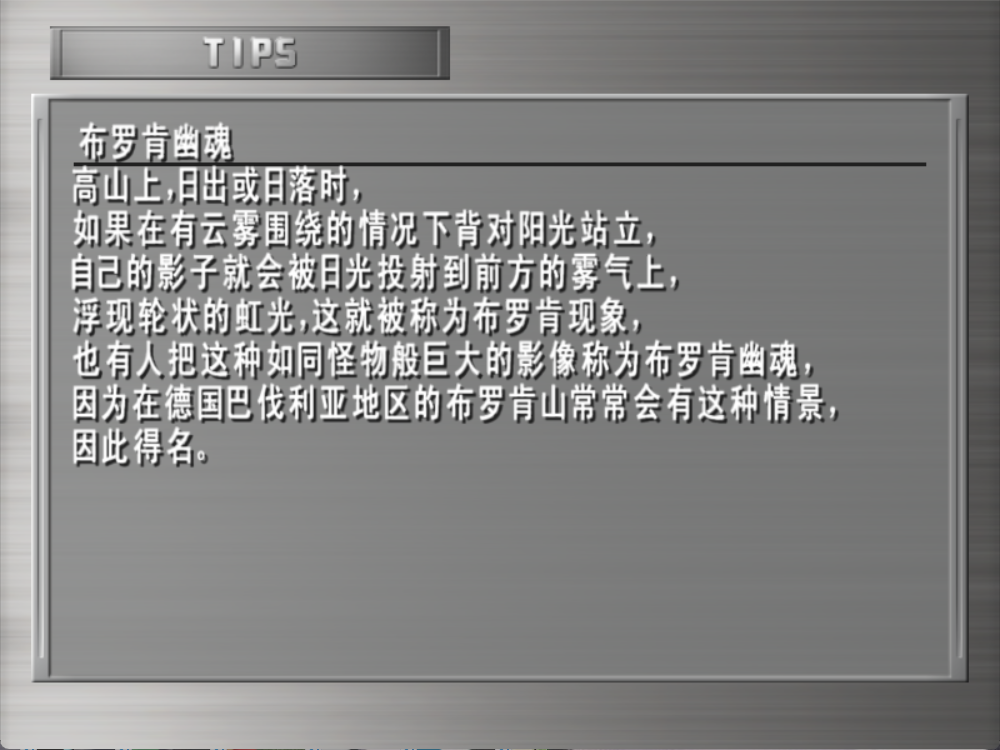 TIPS
布罗肯幽魂
高山上,日出或日落时,
如果在有云雾围绕的情况下背对阳光站立,
自己的影子就会被日光投射到前方的雾气上,
浮现轮状的虹光,这就被称为布罗肯现象,
也有人把这种如同怪物般巨大的影像称为布罗肯幽魂,
因为在德国巴伐利亚地区的布罗肯山常常会有这种情景,
因此得名。